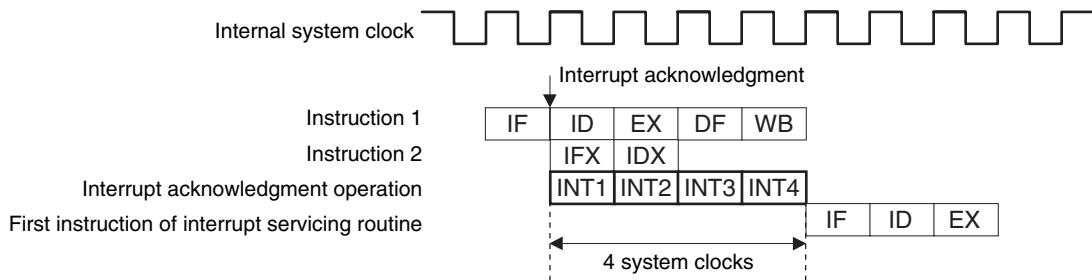 Internal system clock
Interrupt acknowledgment
Instruction 1 IF ID EX DF WB
Instruction 2 IFX IDX
Interrupt acknowledgment operation INT1 INT2 INT3 INT4
First instruction of interrupt servicing routine IF ID EX
4 system clocks